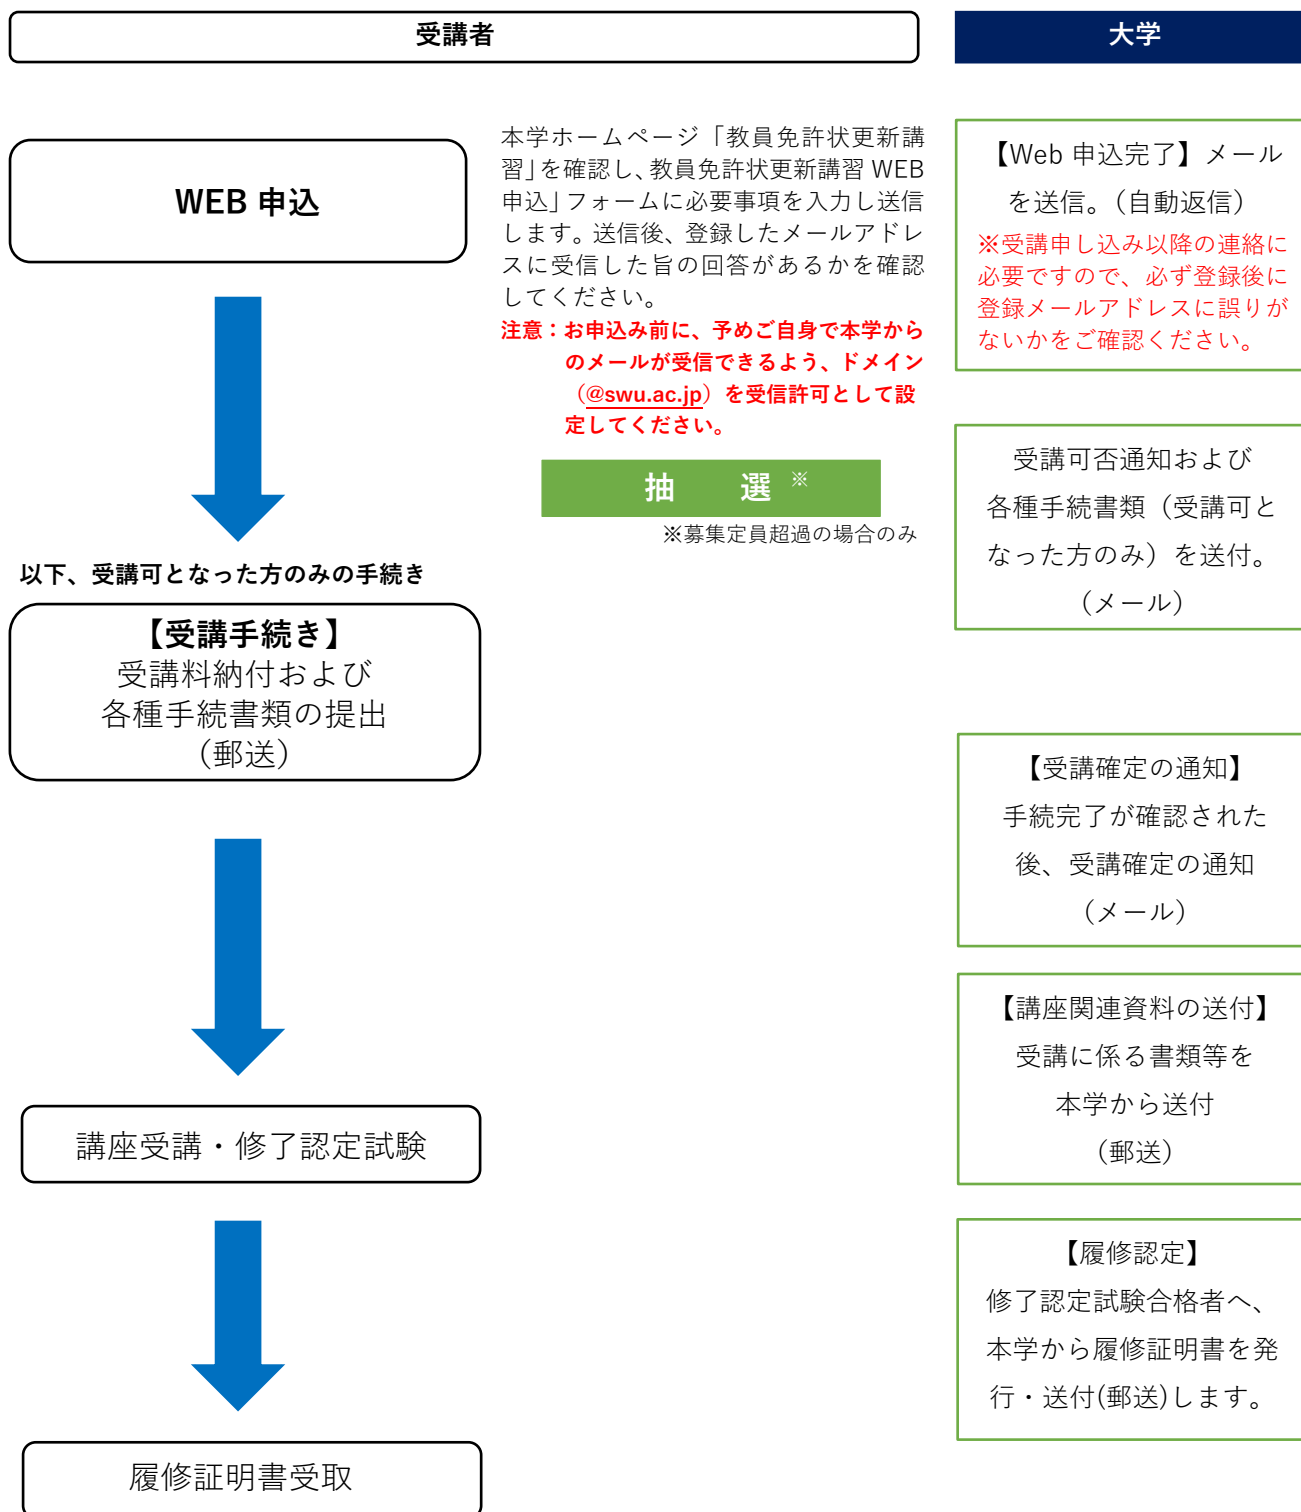 受講者
大学
WEB 申込
本学ホームページ「教員免許状更新講
習」を確認し、教員免許状更新講習 WEB
申込」フォームに必要事項を入力し送信
します。送信後、登録したメールアドレ
スに受信した旨の回答があるかを確認
してください。
注意：お申込み前に、予めご自身で本学から
のメールが受信できるよう、ドメイン
（@swu.ac.jp）を受信許可として設
定してください。
【Web 申込完了】メール
を送信。（自動返信）
※受講申し込み以降の連絡に
必要ですので、必ず登録後に
登録メールアドレスに誤りが
ないかをご確認ください。
抽　選 ※
※募集定員超過の場合のみ
受講可否通知および
各種手続書類（受講可と
なった方のみ）を送付。
（メール）
以下、受講可となった方のみの手続き
【受講手続き】
受講料納付および
各種手続書類の提出
（郵送）
【受講確定の通知】
手続完了が確認された
後、受講確定の通知
（メール）
【講座関連資料の送付】
受講に係る書類等を
本学から送付
（郵送）
講座受講・修了認定試験
【履修認定】
修了認定試験合格者へ、
本学から履修証明書を発
行・送付(郵送)します。
履修証明書受取